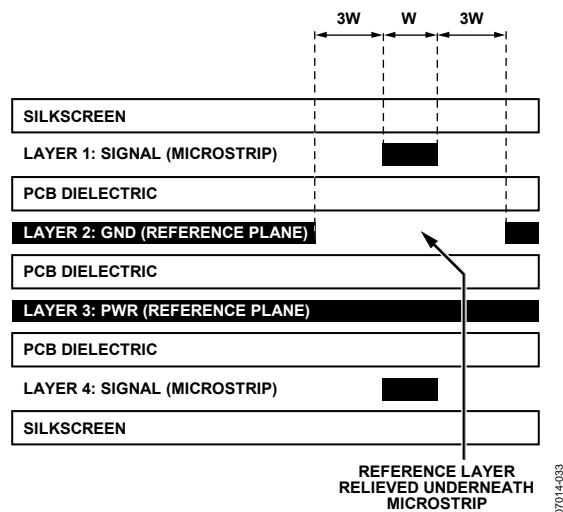 3W W 3W
SILKSCREEN
LAYER 1: SIGNAL (MICROSTRIP)
PCB DIELECTRIC
LAYER 2: GND (REFERENCE PLANE)
PCB DIELECTRIC
LAYER 3: PWR (REFERENCE PLANE)
PCB DIELECTRIC
LAYER 4: SIGNAL (MICROSTRIP)
SILKSCREEN
REFERENCE LAYER
RELIEVED UNDERNEATH
MICROSTRIP
07014-033